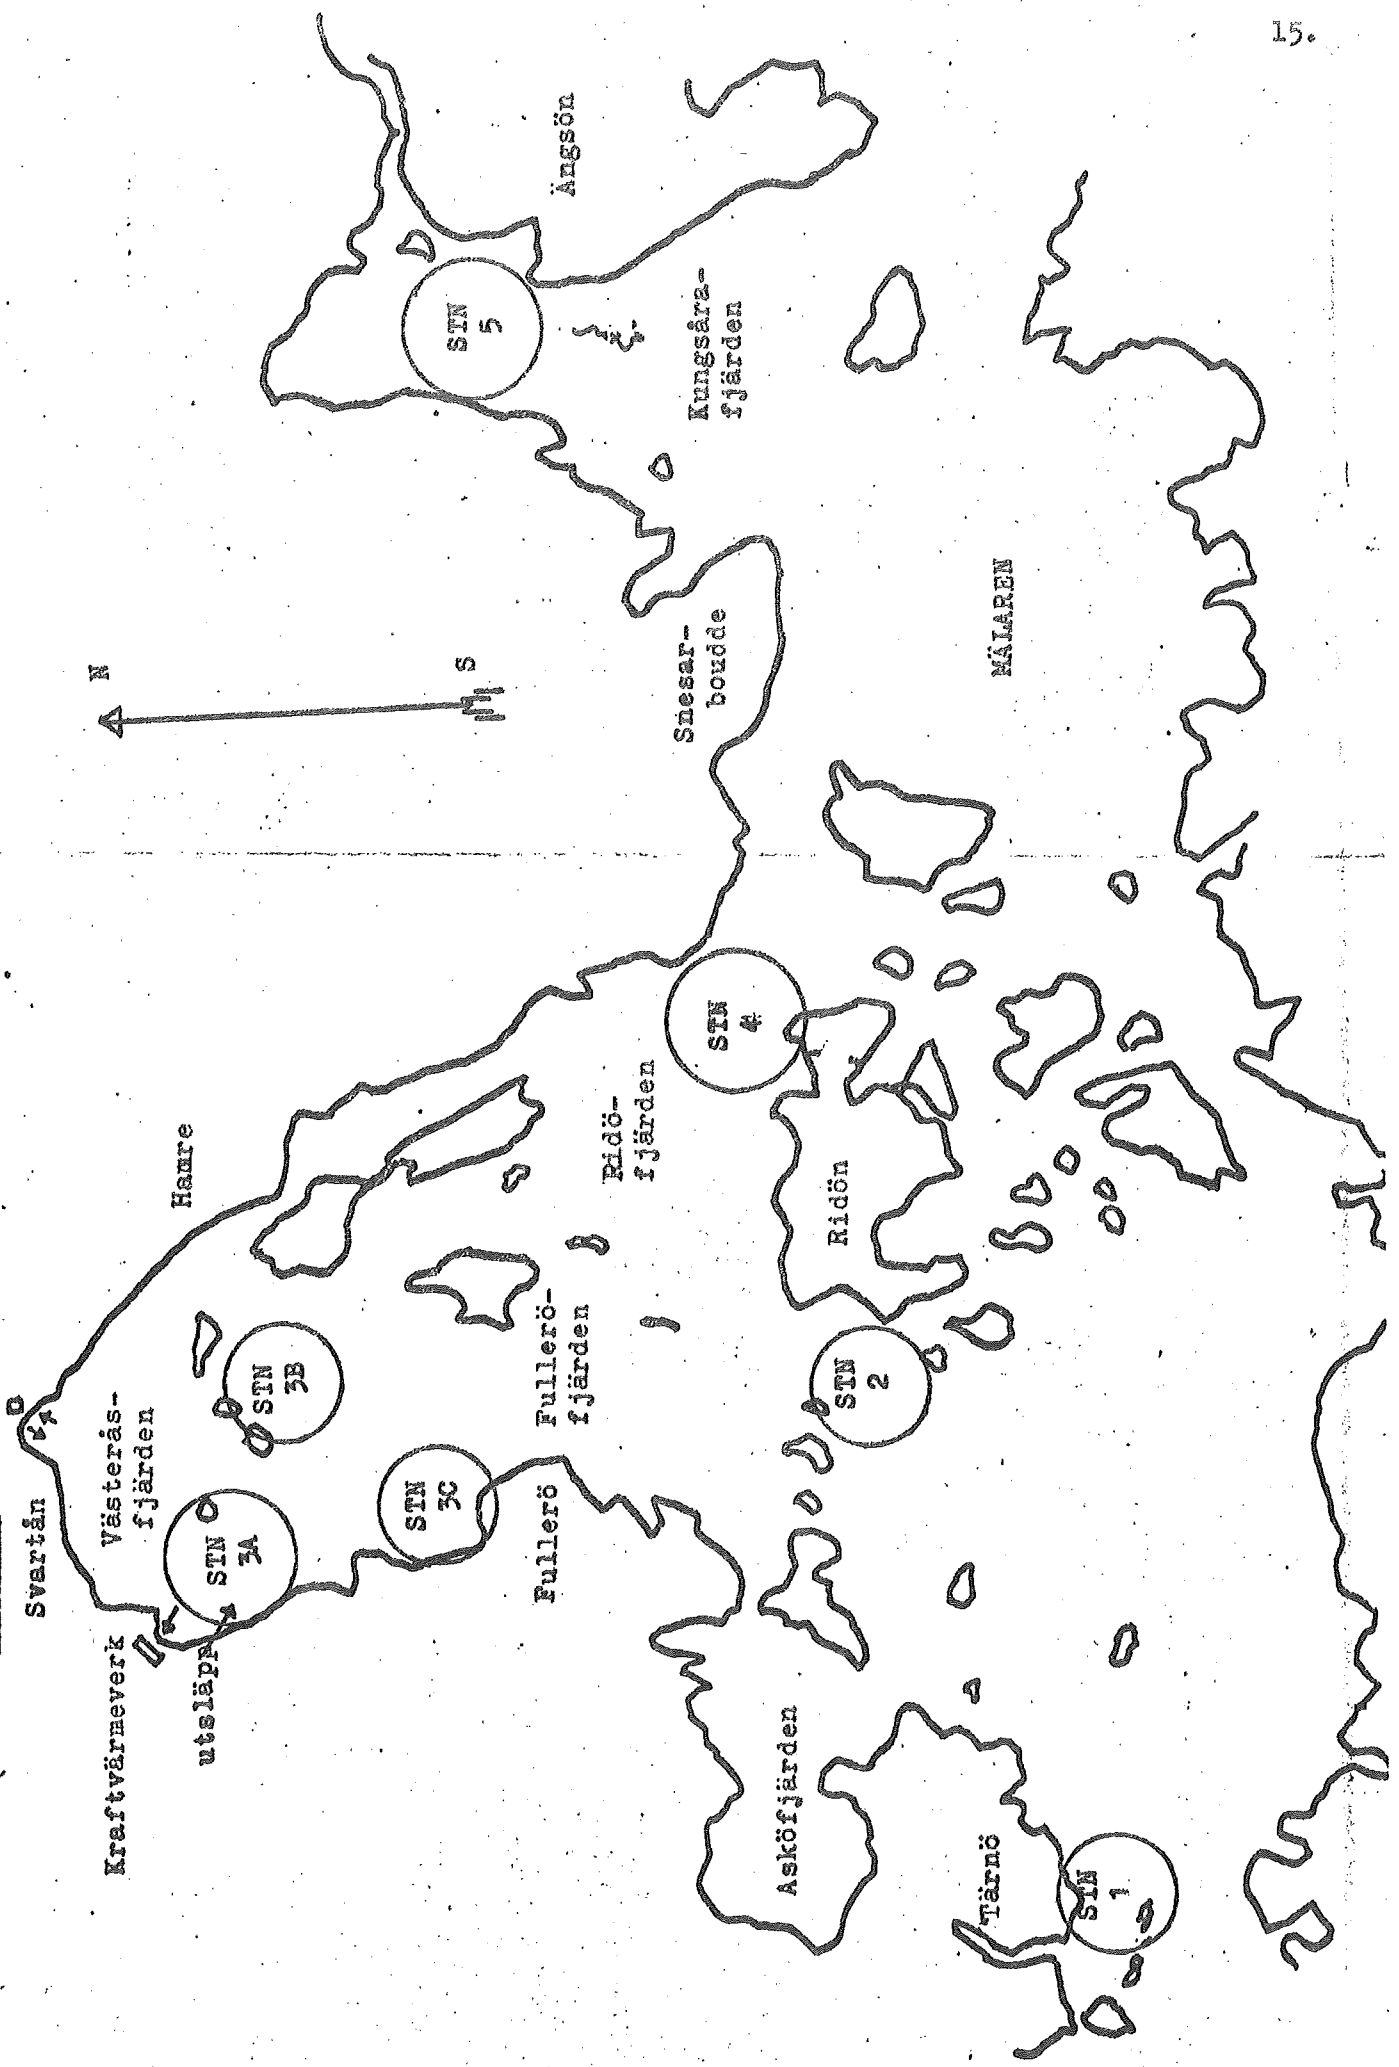 15.
Svartån
Kraftvärmeverk
Västerås-
fjärden
utsläpp
STN
3A
STN
3B
STN
3C
Hamre
Fullerö
Fullerö-
fjärden
Ridö-
fjärden
N
S
Snesar-
boudde
STN
4
STN
5
Ängsön
Kungsåra-
fjärden
Asköfjärden
STN
2
Ridön
Tärnö
STN
1
MÄLAREN